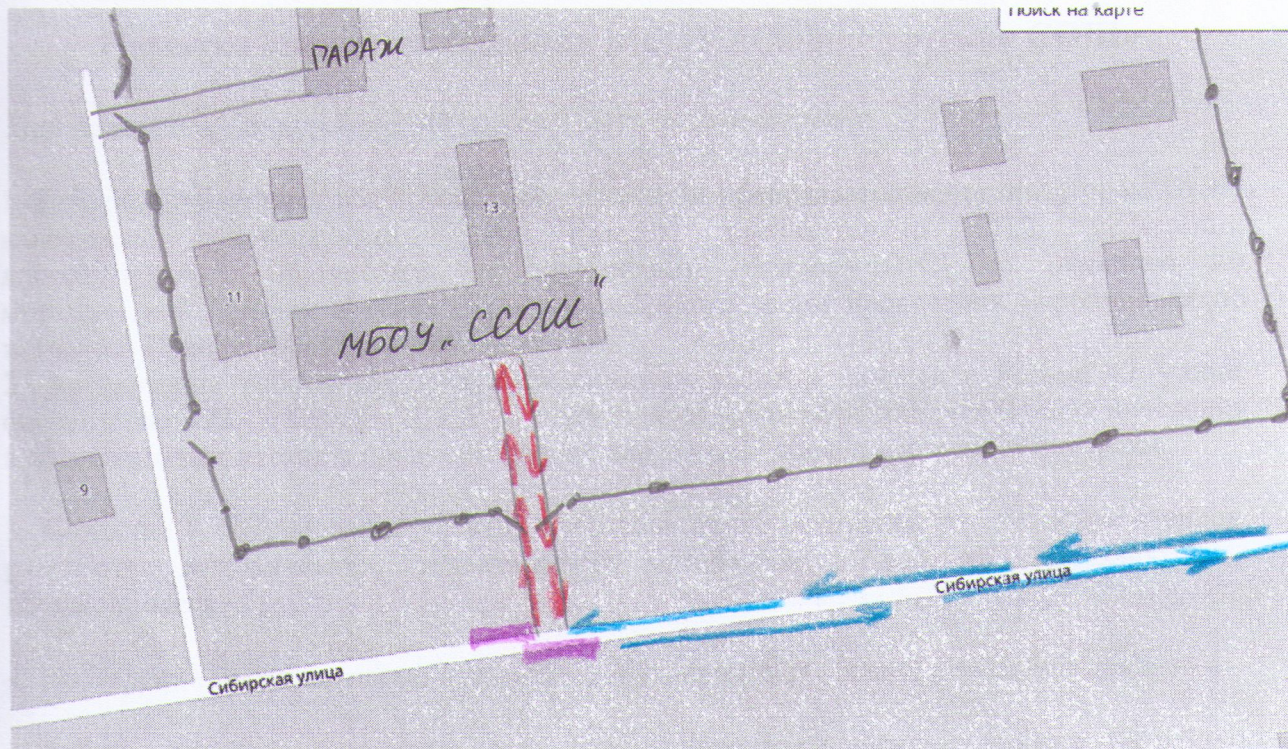 Поиск на карте
ГАРАЖ
13
11
МБОУ „ССОШ"
9
Сибирская улица
Сибирская улица